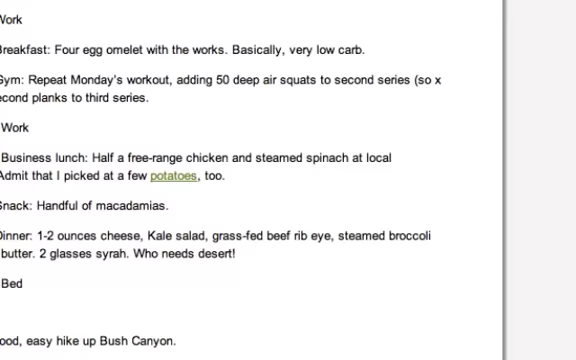 Work
Breakfast: Four egg omelet with the works. Basically, very low carb.
Gym: Repeat Monday's workout, adding 50 deep air squats to second series (so x
econd planks to third series.
Work
Business lunch: Half a free-range chicken and steamed spinach at local
Admit that I picked at a few potatoes, too.
Snack: Handful of macadamias.
Dinner: 1-2 ounces cheese, Kale salad, grass-fed beef rib eye, steamed broccoli
butter. 2 glasses syrah. Who needs desert!
Bed
ood, easy hike up Bush Canyon.